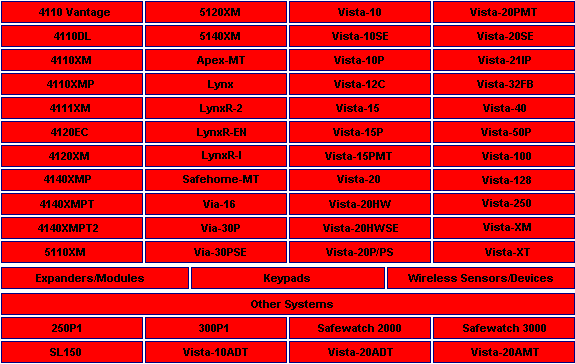 4110 Vantage 5120XM Vista-10 Vista-20PMT
4110DL 5140XM Vista-10SE Vista-20SE
4110XM Apex-MT Vista-10P Vista-21IP
4110XMP Lynx Vista-12C Vista-32FB
4111XM LynxR-2 Vista-15 Vista-40
4120EC LynxR-EN Vista-15P Vista-50P
4120XM LynxR-I Vista-15PMT Vista-100
4140XMP Safehome-MT Vista-20 Vista-128
4140XMPT Via-16 Vista-20HW Vista-250
4140XMPT2 Via-30P Vista-20HWSE Vista-XM
5110XM Via-30PSE Vista-20P/PS Vista-XT
Expanders/Modules Keypads Wireless Sensors/Devices
Other Systems
250P1 300P1 Safewatch 2000 Safewatch 3000
SL150 Vista-10ADT Vista-20ADT Vista-20AMT